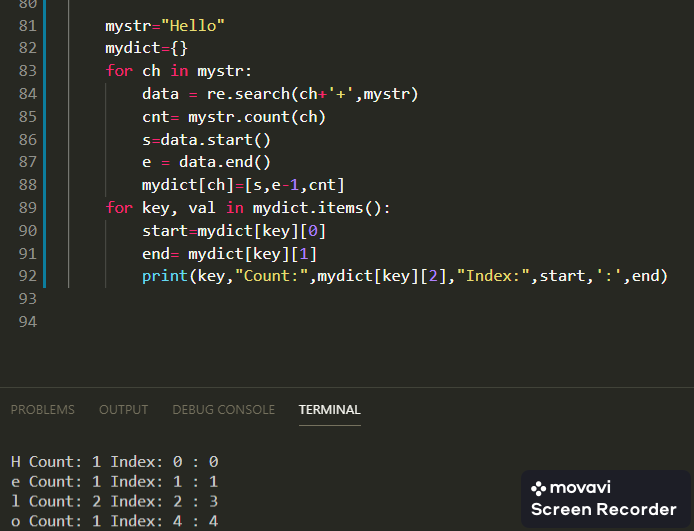 80
81 mystr="Hello"
82 mydict={}
83 for ch in mystr:
84 data = re.search(ch+'+',mystr)
85 cnt= mystr.count(ch)
86 s=data.start()
87 e = data.end()
88 mydict[ch]=[s,e-1,cnt]
89 for key, val in mydict.items():
90 start=mydict[key][0]
91 end= mydict[key][1]
92 print(key,"Count:",mydict[key][2],"Index:",start,':',end)
93
94
PROBLEMS OUTPUT DEBUG CONSOLE TERMINAL
H Count: 1 Index: 0 : 0
e Count: 1 Index: 1 : 1
l Count: 2 Index: 2 : 3
o Count: 1 Index: 4 : 4
movavi
Screen Recorder